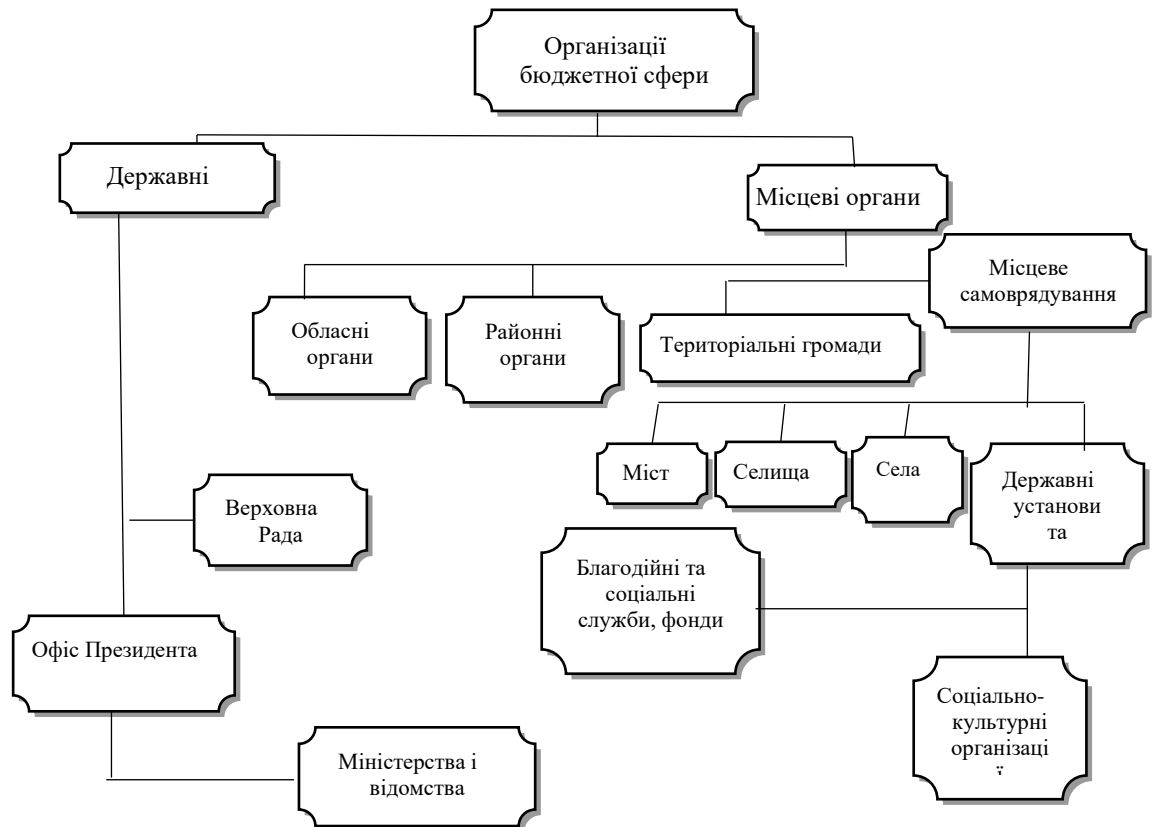 Організації
бюджетної сфери
Державні
Місцеві органи
Місцеве
самоврядування
Обласні
органи
Районні
органи
Територіальні громади
Міст
Селища
Села
Державні
установи
та
Верховна
Рада
Благодійні та
соціальні
служби, фонди
Офіс Президента
Соціально-
культурні
організаці
ї
Міністерства і
відомства